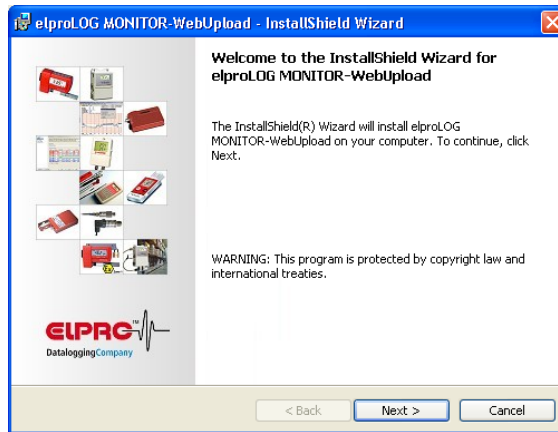 elproLOG MONITOR-WebUpload - InstallShield Wizard
Welcome to the InstallShield Wizard for
elproLOG MONITOR-WebUpload
The InstallShield(R) Wizard will install elproLOG
MONITOR-WebUpload on your computer. To continue, click
Next.
WARNING: This program is protected by copyright law and
international treaties.
ELPRO™
DataloggingCompany
< Back
Next >
Cancel